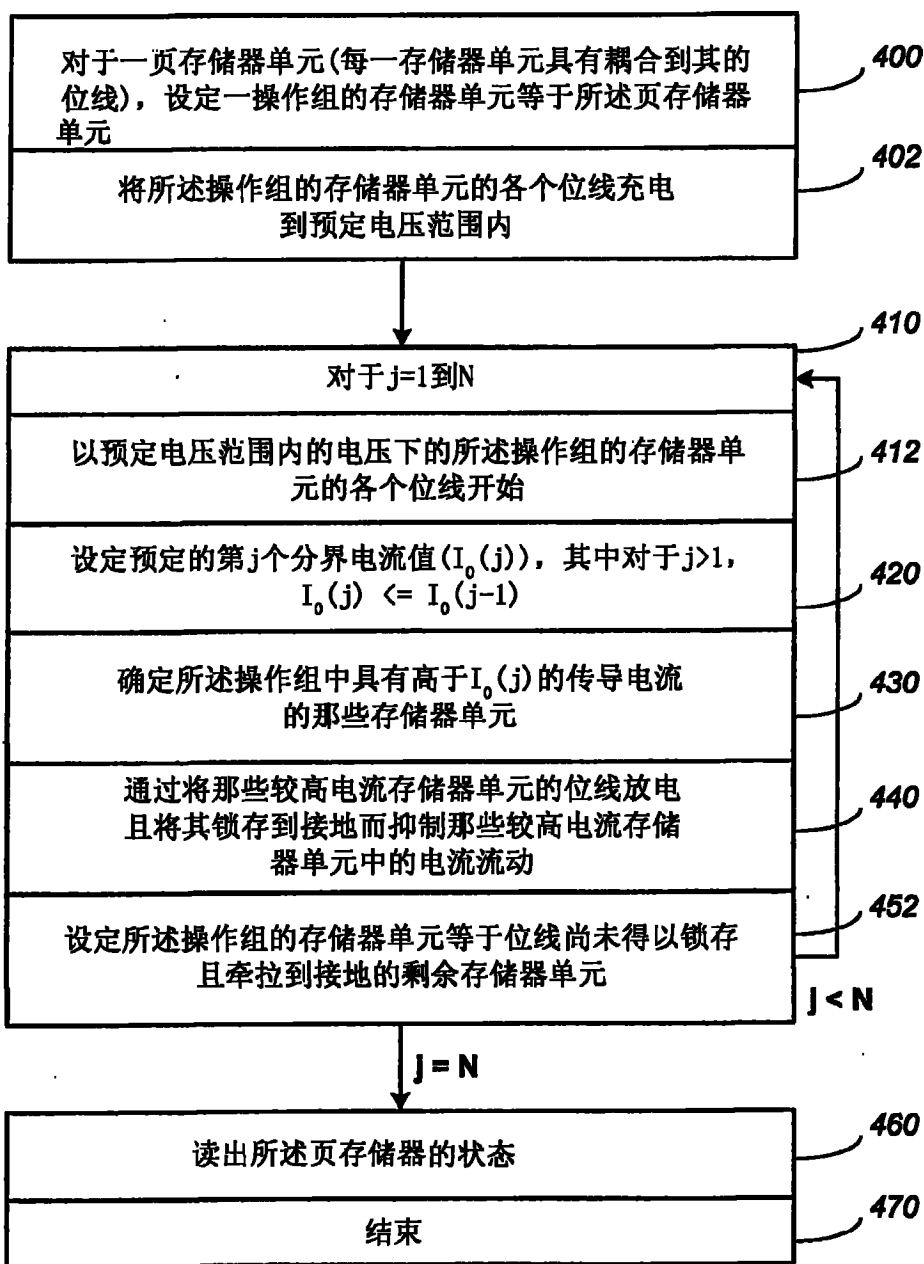 对于一页存储器单元(每一存储器单元具有耦合到其的
位线)，设定一操作组的存储器单元等于所述页存储器
单元
400
将所述操作组的存储器单元的各个位线充电
到预定电压范围内
402
对于j=1到N
410
以预定电压范围内的电压下的所述操作组的存储器单
元的各个位线开始
412
设定预定的第j个分界电流值(I₀(j))，其中对于j>1，
I₀(j) <= I₀(j-1)
420
确定所述操作组中具有高于I₀(j)的传导电流
的那些存储器单元
430
通过将那些较高电流存储器单元的位线放电
且将其锁存到接地而抑制那些较高电流存储
器单元中的电流流动
440
设定所述操作组的存储器单元等于位线尚未得以锁存
且牵拉到接地的剩余存储器单元
452
j < N
j = N
读出所述页存储器的状态
460
结束
470